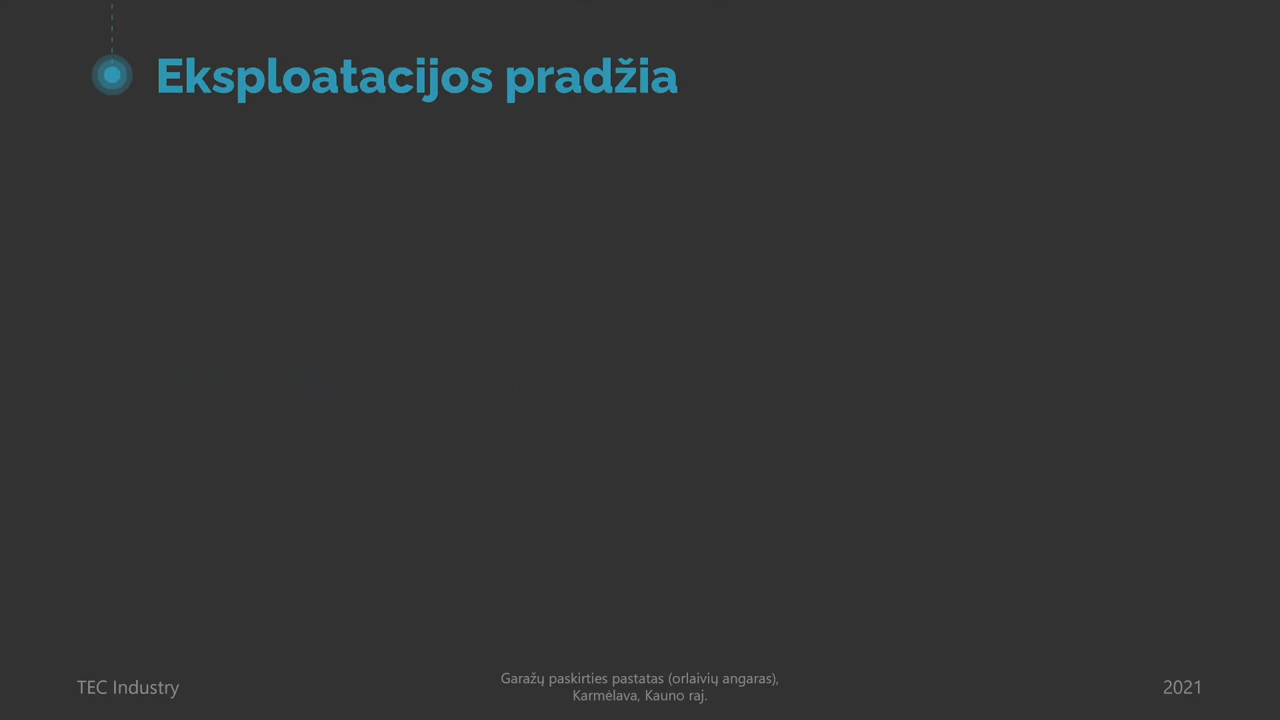 Eksploatacijos pradžia
TEC Industry
Garažų paskirties pastatas (orlaivių angaras),
Karmėlava, Kauno raj.
2021